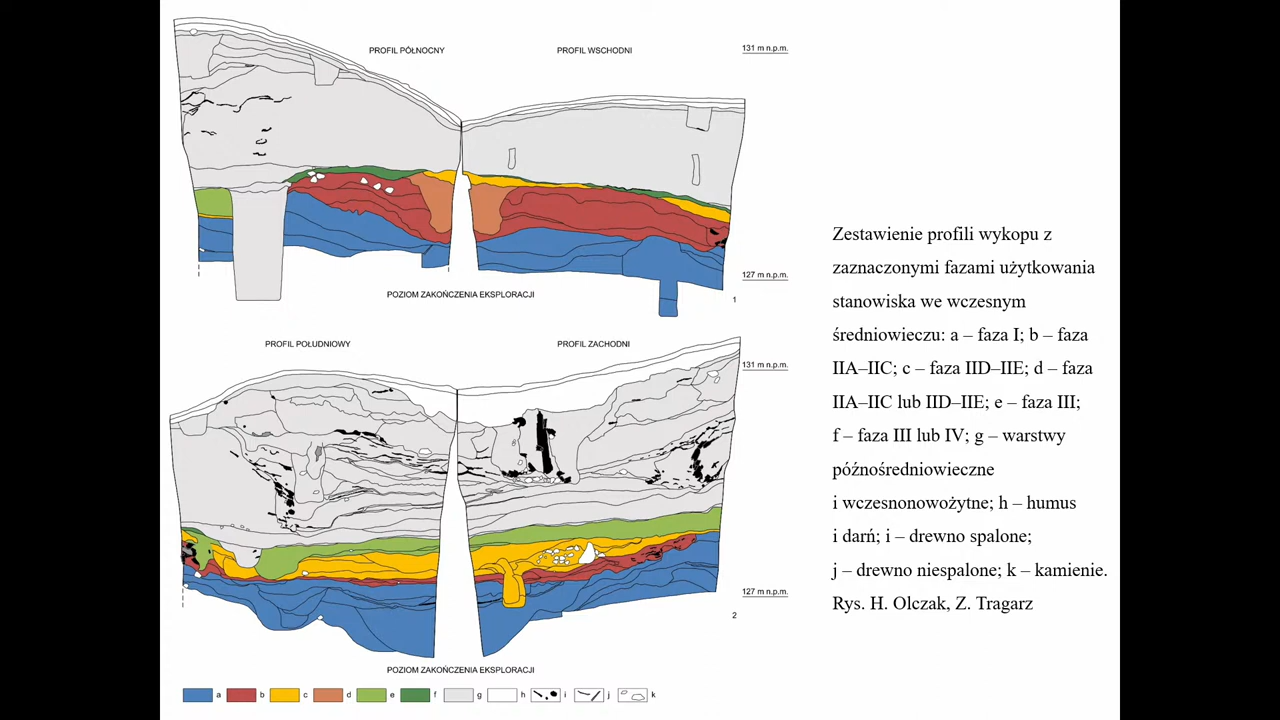 PROFIL PÓŁNOCNY
PROFIL WSCHODNI
131 m n.p.m.
127 m n.p.m.
POZIOM ZAKOŃCZENIA EKSPLORACJI
1
PROFIL POŁUDNIOWY
PROFIL ZACHODNI
131 m n.p.m.
127 m n.p.m.
2
POZIOM ZAKOŃCZENIA EKSPLORACJI
a b c d e f g h i j k
Zestawienie profili wykopu z
zaznaczonymi fazami użytkowania
stanowiska we wczesnym
średniowieczu: a – faza I; b – faza
IIA–IIC; c – faza IID–IIE; d – faza
IIA–IIC lub IID–IIE; e – faza III;
f – faza III lub IV; g – warstwy
późnośredniowieczne
i wczesnonowożytne; h – humus
i darń; i – drewno spalone;
j – drewno niespalone; k – kamienie.
Rys. H. Olczak, Z. Tragarz